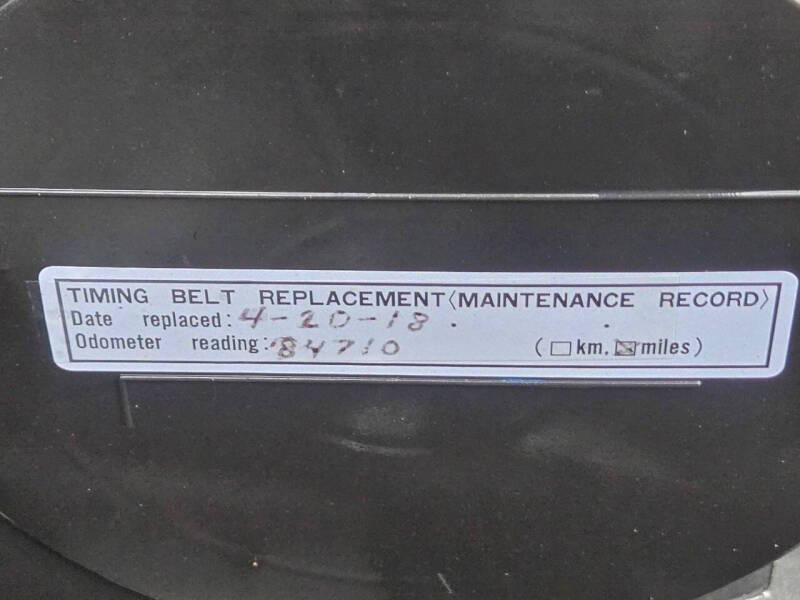 TIMING BELT REPLACEMENT〈MAINTENANCE RECORD〉
Date replaced: 4-20-18.
Odometer reading: 84710 (☐km, ☒miles)